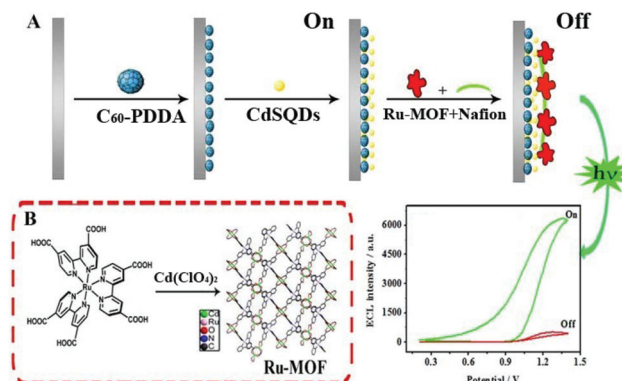 A
On
Off
C60-PDDA
CdSQDs
Ru-MOF+Nafion
hν
B
COOH
COOH
HOOC
HOOC
COOH
HOOC
Ru
Cd(ClO4)2
Cd
Ru
O
N
C
Ru-MOF
ECL intensity / a.u.
6000
4500
3000
1500
0
On
Off
0.3 0.6 0.9 1.2 1.5
Potential / V